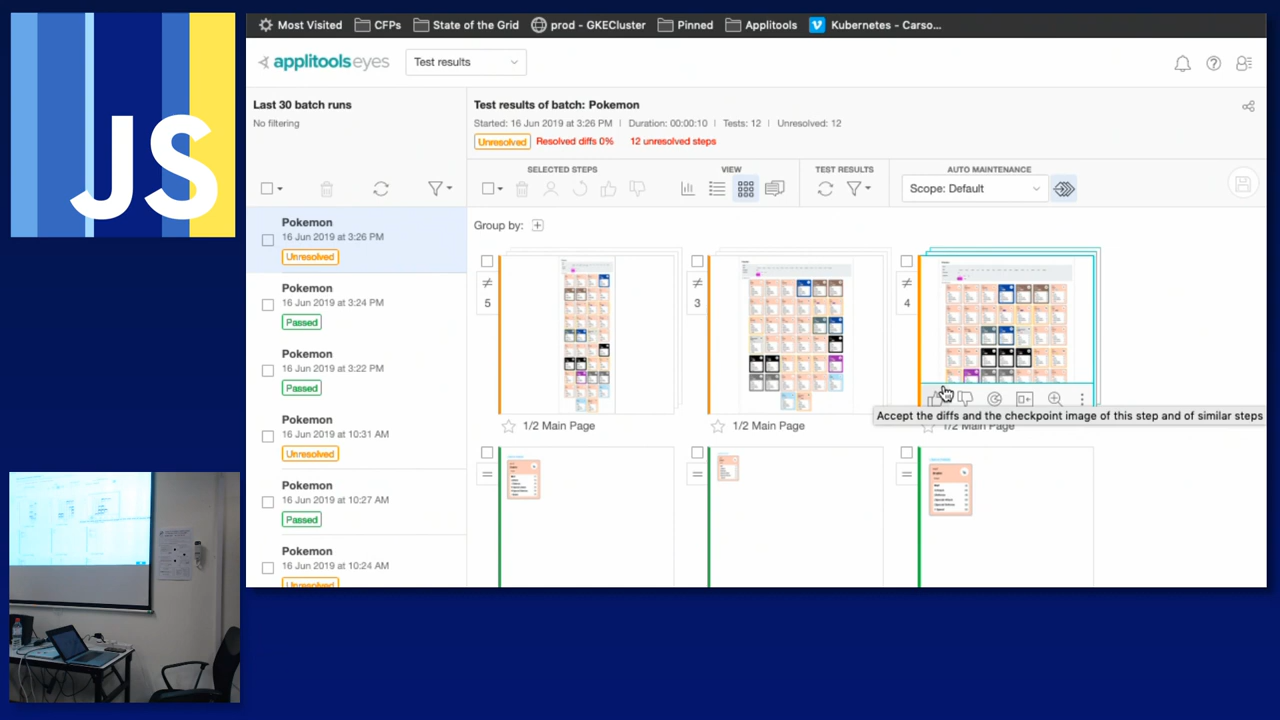 JS
Most Visited CFPs State of the Grid prod - GKECluster Pinned Applitools Kubernetes - Carso...
applitools eyes Test results
Last 30 batch runs
No filtering
Test results of batch: Pokemon
Started: 16 Jun 2019 at 3:26 PM | Duration: 00:00:10 | Tests: 12 | Unresolved: 12
Unresolved Resolved diffs 0% 12 unresolved steps
SELECTED STEPS VIEW TEST RESULTS AUTO MAINTENANCE
Scope: Default
Group by:
Pokemon
16 Jun 2019 at 3:26 PM
Unresolved
Pokemon
16 Jun 2019 at 3:24 PM
Passed
Pokemon
16 Jun 2019 at 3:22 PM
Passed
Pokemon
16 Jun 2019 at 10:31 AM
Unresolved
Pokemon
16 Jun 2019 at 10:27 AM
Passed
Pokemon
16 Jun 2019 at 10:24 AM
Unresolved
≠ ≠ ≠
5 3 4
Accept the diffs and the checkpoint image of this step and of similar steps
1/2 Main Page 1/2 Main Page 1/2 Main Page
= = =